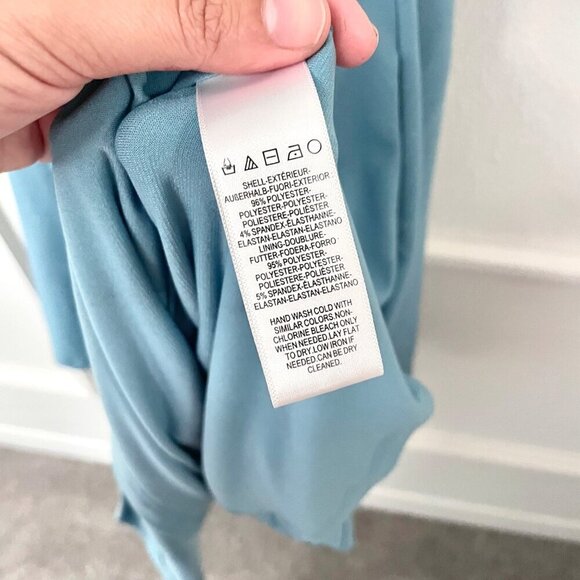 SHELL-EXTÉRIEUR-
AUßERHALB-FUORI-EXTERIOR
96% POLYESTER-
POLYESTER-POLYESTER-
POLIESTERE-POLIÉSTER
4% SPANDEX-ÉLASTHANNE-
ELASTAN-ELASTAN-ELASTANO
LINING-DOUBLURE-
FUTTER-FODERA-FORRO
95% POLYESTER-
POLYESTER-POLYESTER-
POLIESTERE-POLIÉSTER
5% SPANDEX-ÉLASTHANNE-
ELASTAN-ELASTAN-ELASTANO
HAND WASH COLD WITH
SIMILAR COLORS.NON-
CHLORINE BLEACH ONLY
WHEN NEEDED.LAY FLAT
TO DRY.LOW IRON IF
NEEDED.CAN BE DRY
CLEANED.